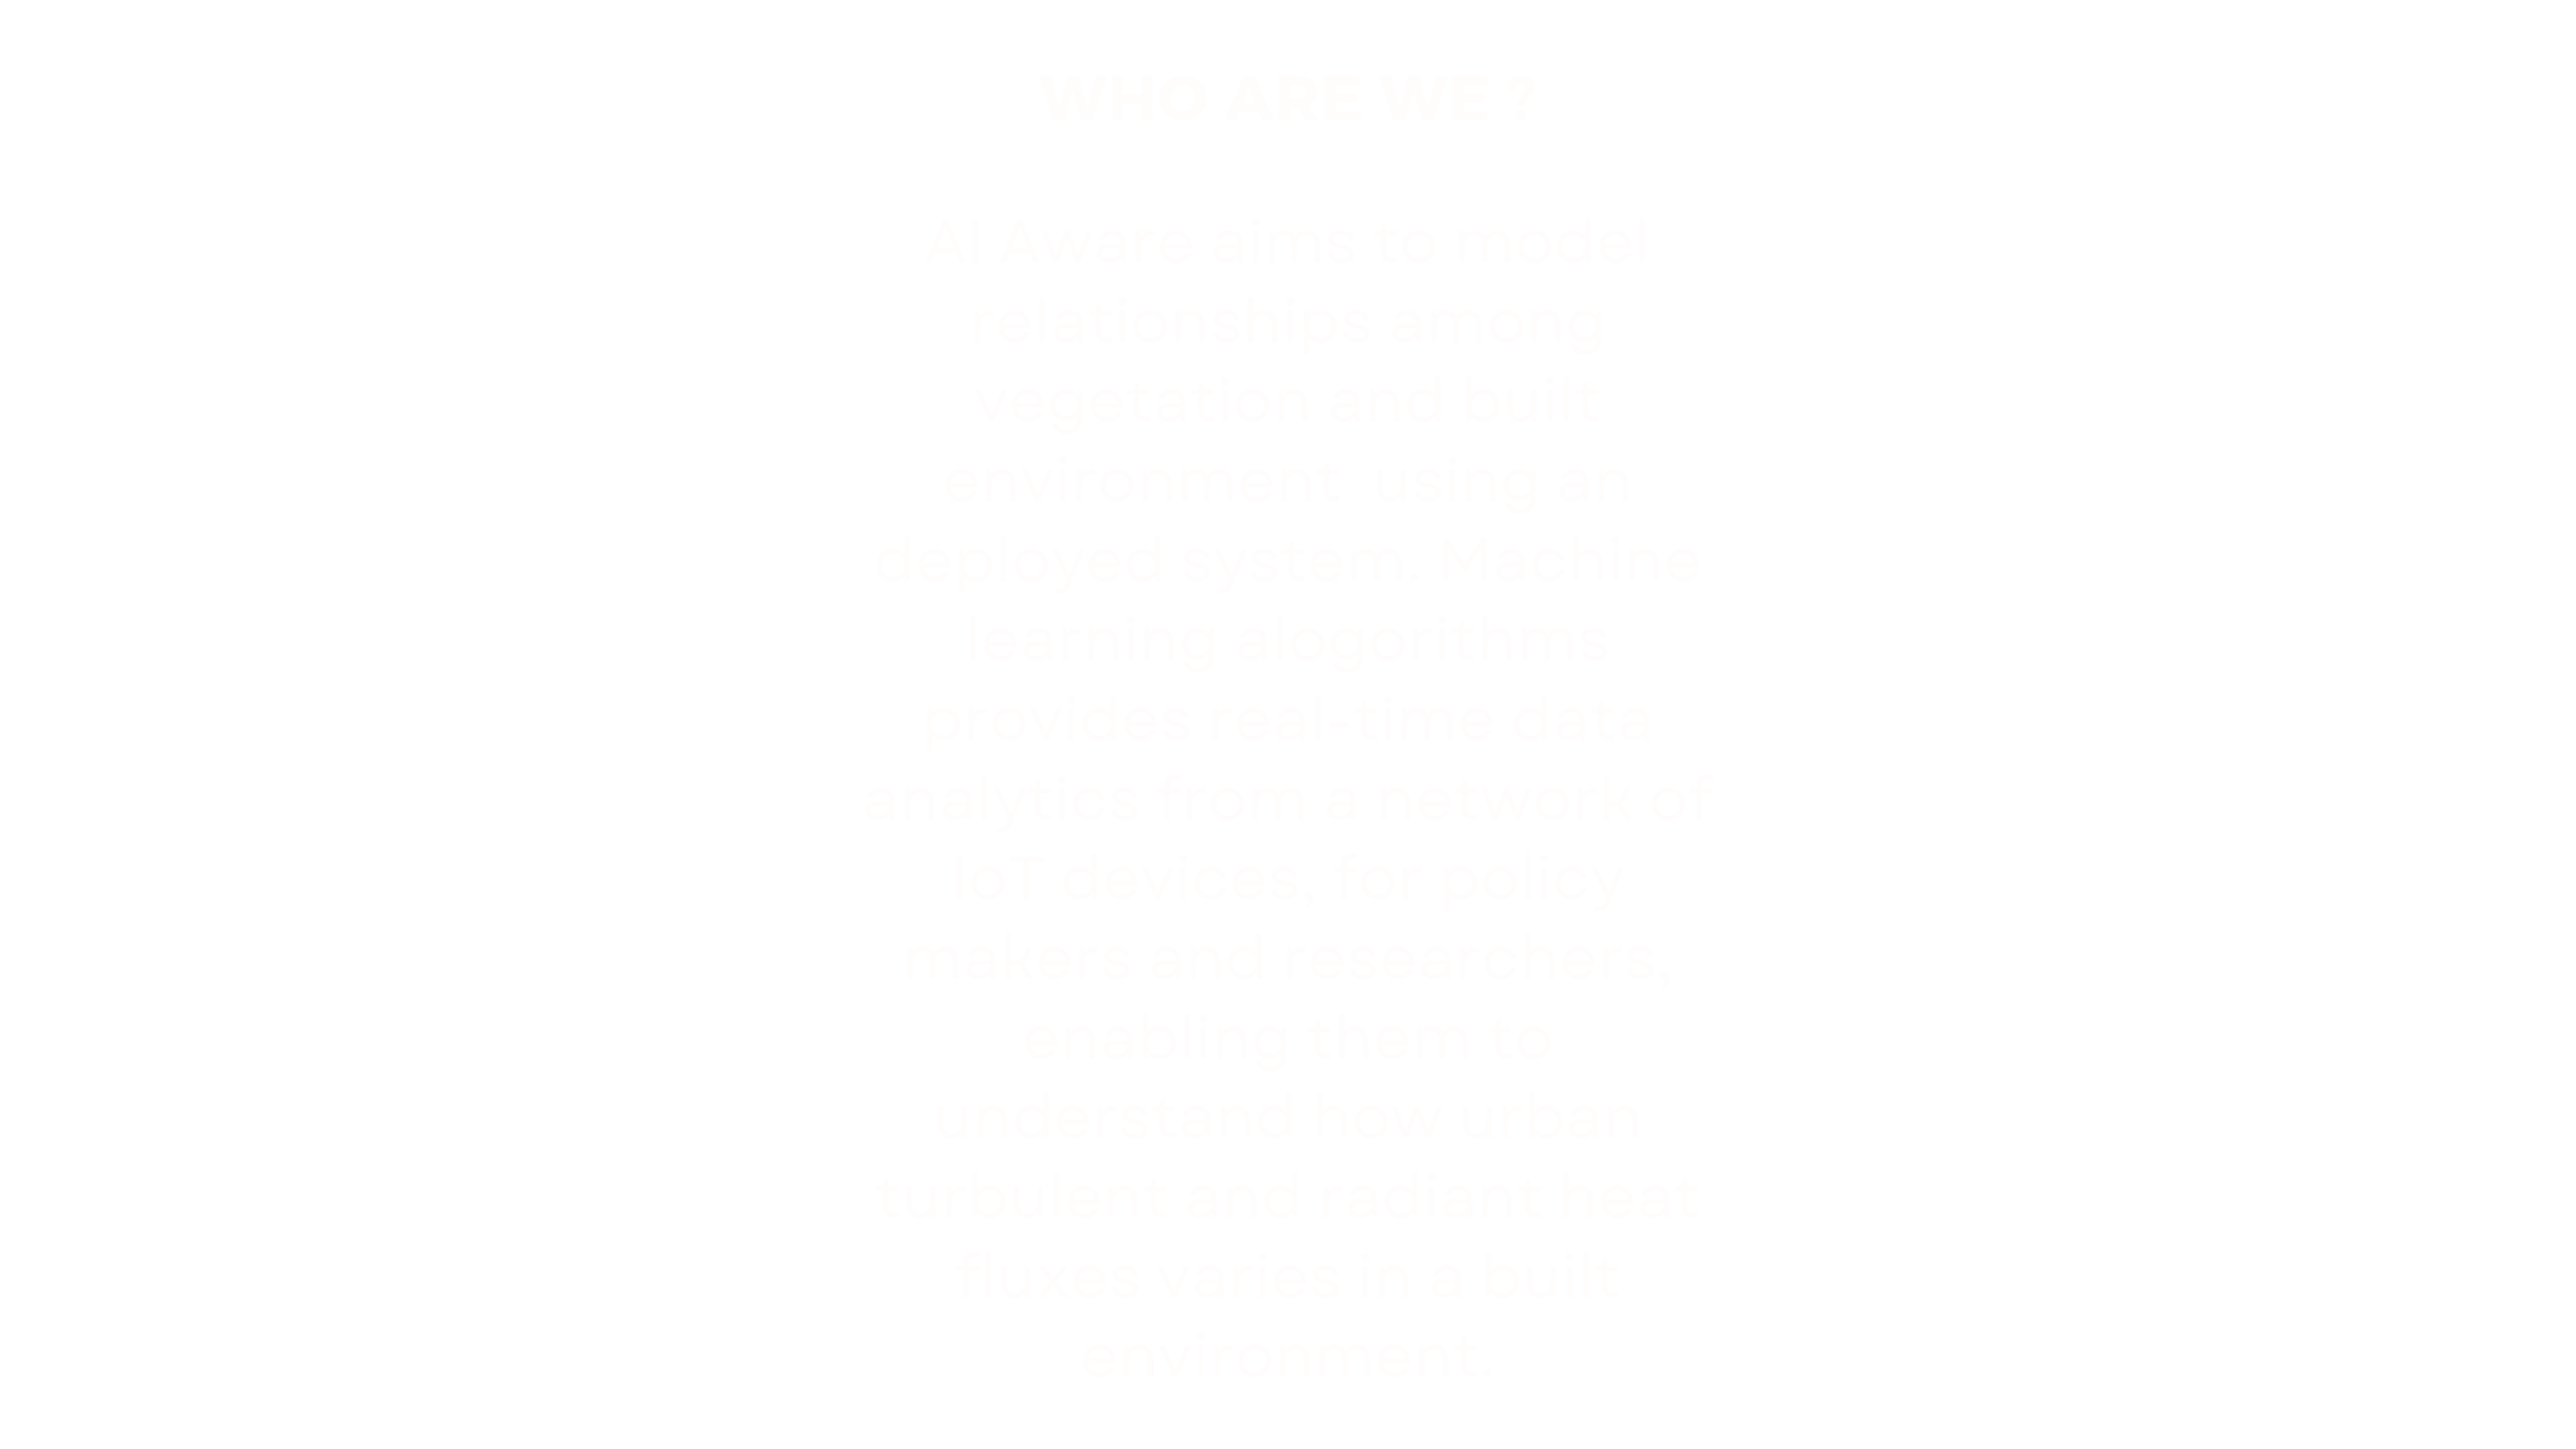 WHO ARE WE ?
AI Aware aims to model
relationships among
vegetation and built
environment  using an
deployed system. Machine
learning alogorithms
provides real-time data
analytics from a network of
IoT devices, for policy
makers and researchers,
enabling them to
understand how urban
turbulent and radiant heat
fluxes varies in a built
environment.